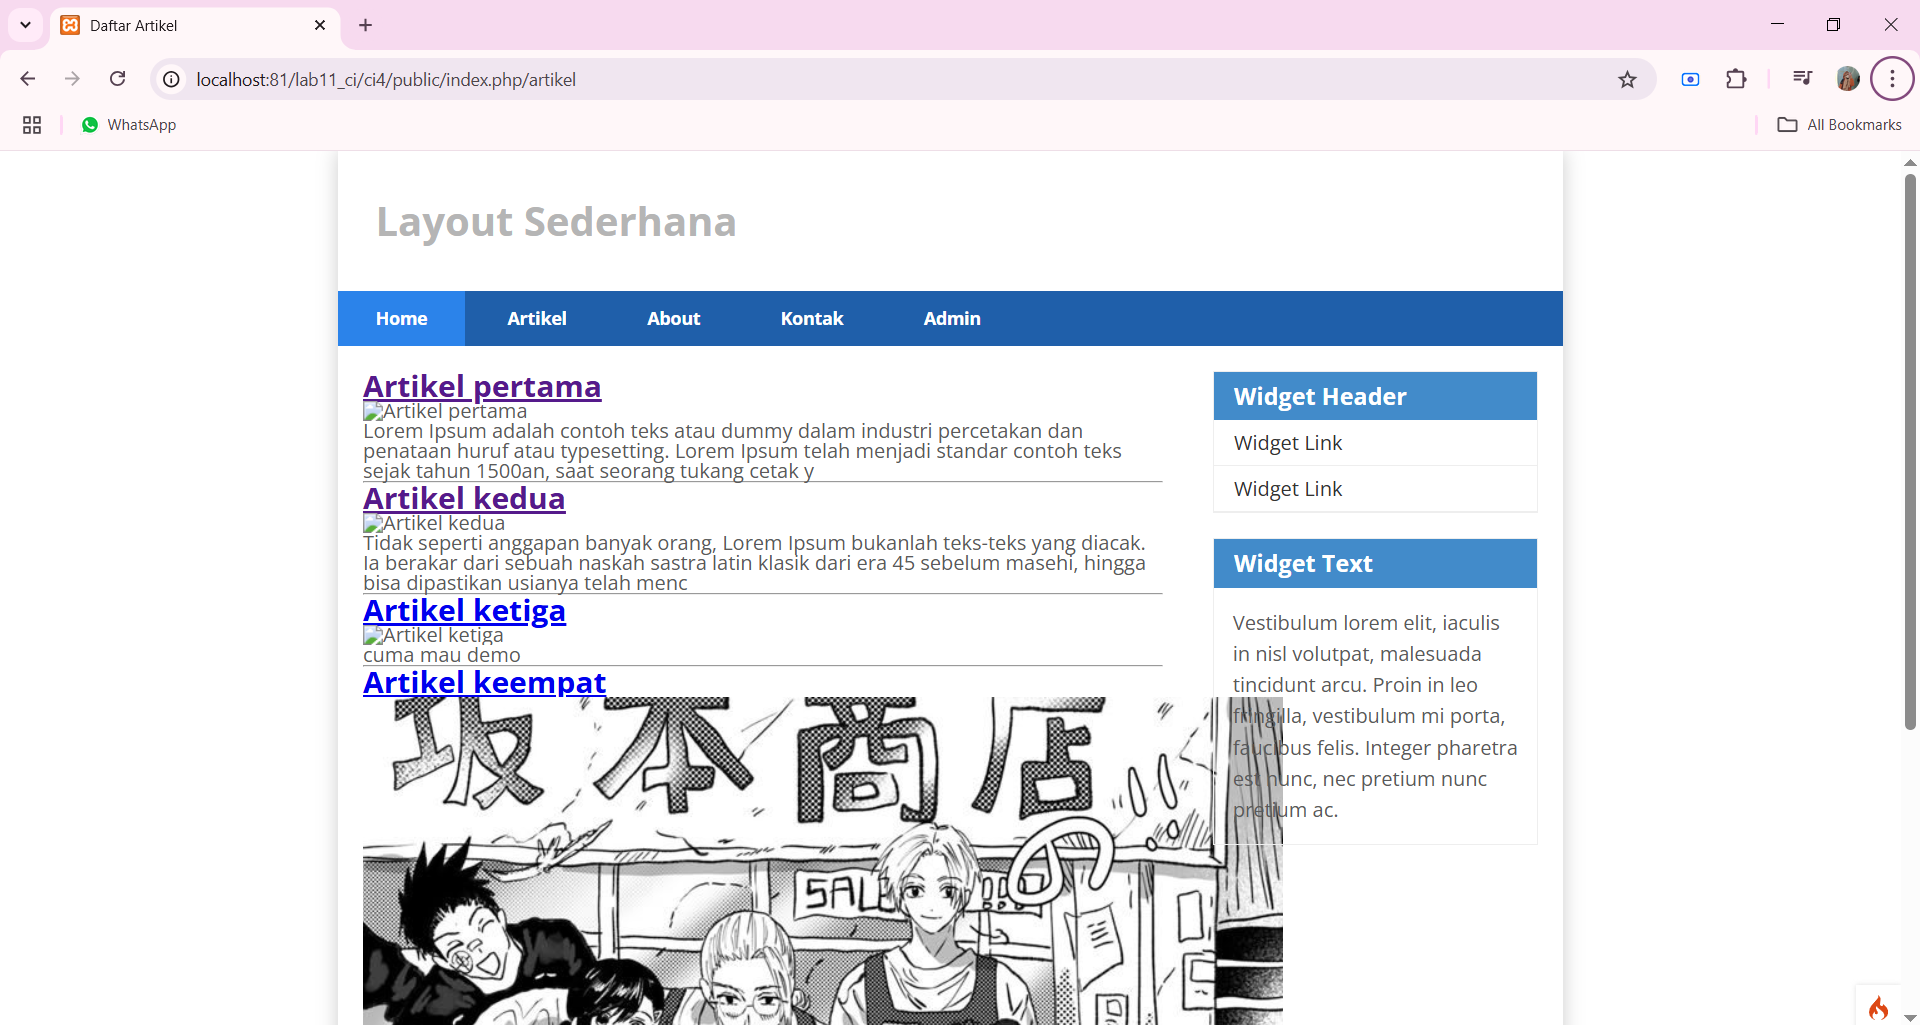 Daftar Artikel
localhost:81/lab11_ci/ci4/public/index.php/artikel
WhatsApp
All Bookmarks
Layout Sederhana
Home
Artikel
About
Kontak
Admin
Artikel pertama
Artikel pertama
Lorem Ipsum adalah contoh teks atau dummy dalam industri percetakan dan
penataan huruf atau typesetting. Lorem Ipsum telah menjadi standar contoh teks
sejak tahun 1500an, saat seorang tukang cetak y
Artikel kedua
Artikel kedua
Tidak seperti anggapan banyak orang, Lorem Ipsum bukanlah teks-teks yang diacak.
Ia berakar dari sebuah naskah sastra latin klasik dari era 45 sebelum masehi, hingga
bisa dipastikan usianya telah menc
Artikel ketiga
Artikel ketiga
cuma mau demo
Artikel keempat
坂本商店
SALE
Widget Header
Widget Link
Widget Link
Widget Text
Vestibulum lorem elit, iaculis
in nisl volutpat, malesuada
tincidunt arcu. Proin in leo
fringilla, vestibulum mi porta,
faucibus felis. Integer pharetra
est nunc, nec pretium nunc
pretium ac.